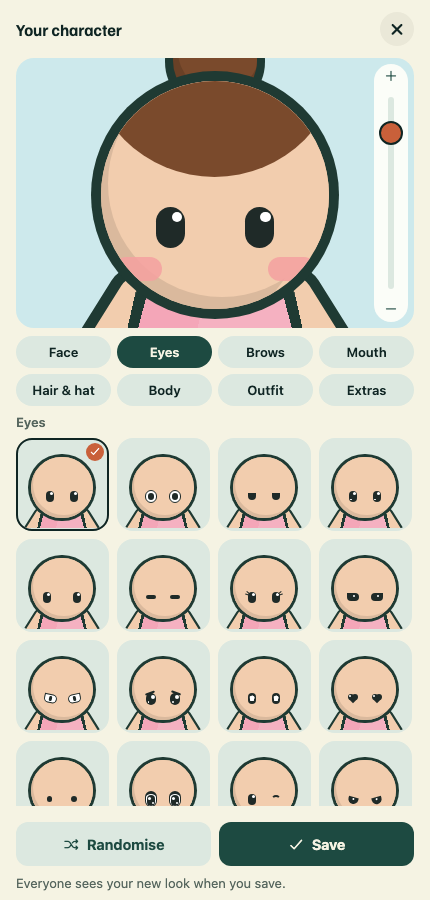 Your character
Face
Eyes
Brows
Mouth
Hair & hat
Body
Outfit
Extras
Eyes
Randomise
Save
Everyone sees your new look when you save.